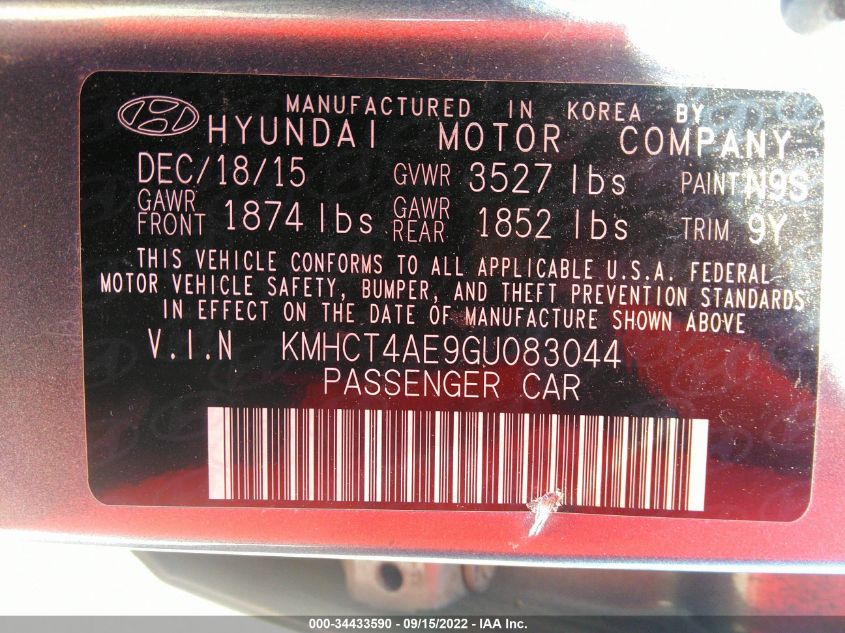 MANUFACTURED IN KOREA BY
HYUNDAI MOTOR COMPANY
DEC/18/15 GVWR 3527 lbs PAINT N9S
GAWR FRONT 1874 lbs GAWR REAR 1852 lbs TRIM 9Y
THIS VEHICLE CONFORMS TO ALL APPLICABLE U.S.A. FEDERAL
MOTOR VEHICLE SAFETY, BUMPER, AND THEFT PREVENTION STANDARDS
IN EFFECT ON THE DATE OF MANUFACTURE SHOWN ABOVE
V.I.N KMHCT4AE9GU083044
PASSENGER CAR
000-34433590 - 09/15/2022 - IAA Inc.